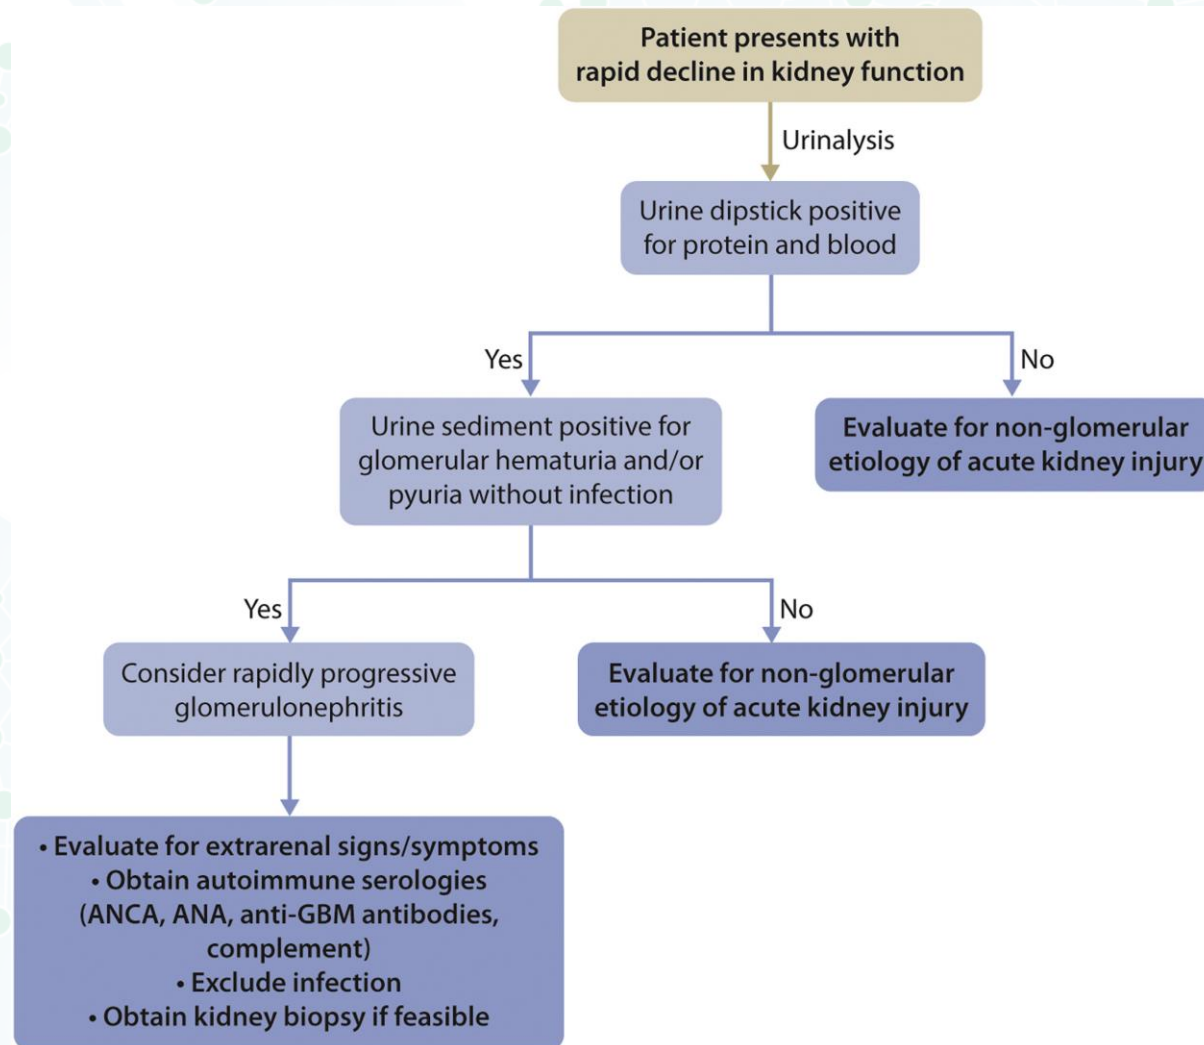 Patient presents with
rapid decline in kidney function
Urinalysis
Urine dipstick positive
for protein and blood
Yes
No
Urine sediment positive for
glomerular hematuria and/or
pyuria without infection
Evaluate for non-glomerular
etiology of acute kidney injury
Yes
No
Consider rapidly progressive
glomerulonephritis
Evaluate for non-glomerular
etiology of acute kidney injury
• Evaluate for extrarenal signs/symptoms
• Obtain autoimmune serologies
(ANCA, ANA, anti-GBM antibodies,
complement)
• Exclude infection
• Obtain kidney biopsy if feasible